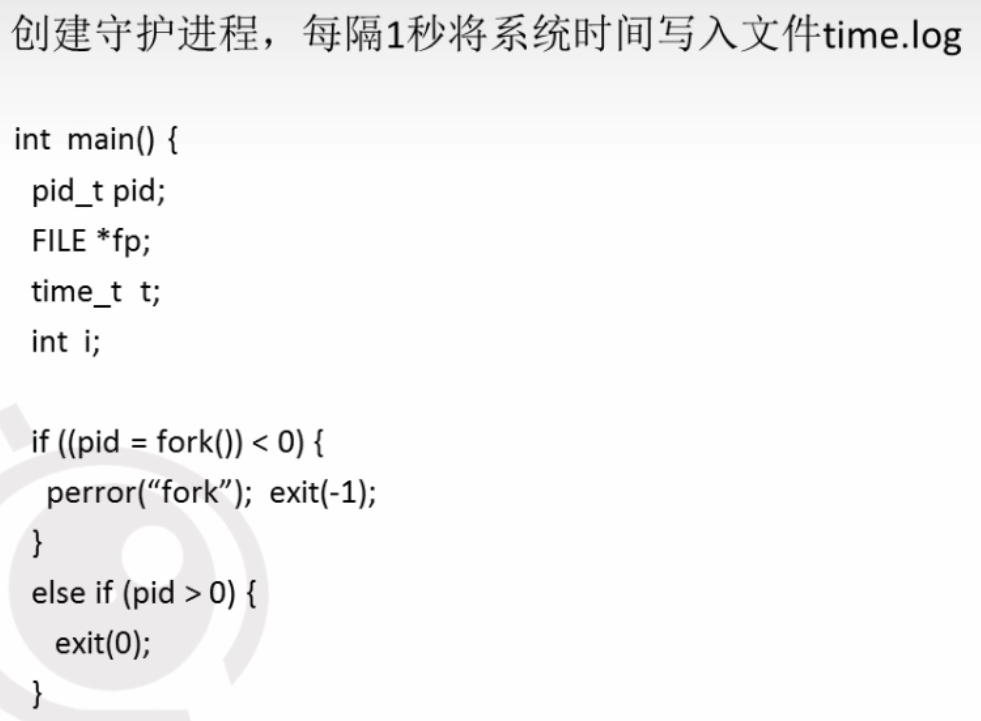 创建守护进程，每隔1秒将系统时间写入文件time.log
int  main() {
pid_t pid;
FILE *fp;
time_t  t;
int  i;
if ((pid = fork()) < 0) {
perror(“fork”);  exit(-1);
}
else if (pid > 0) {
exit(0);
}